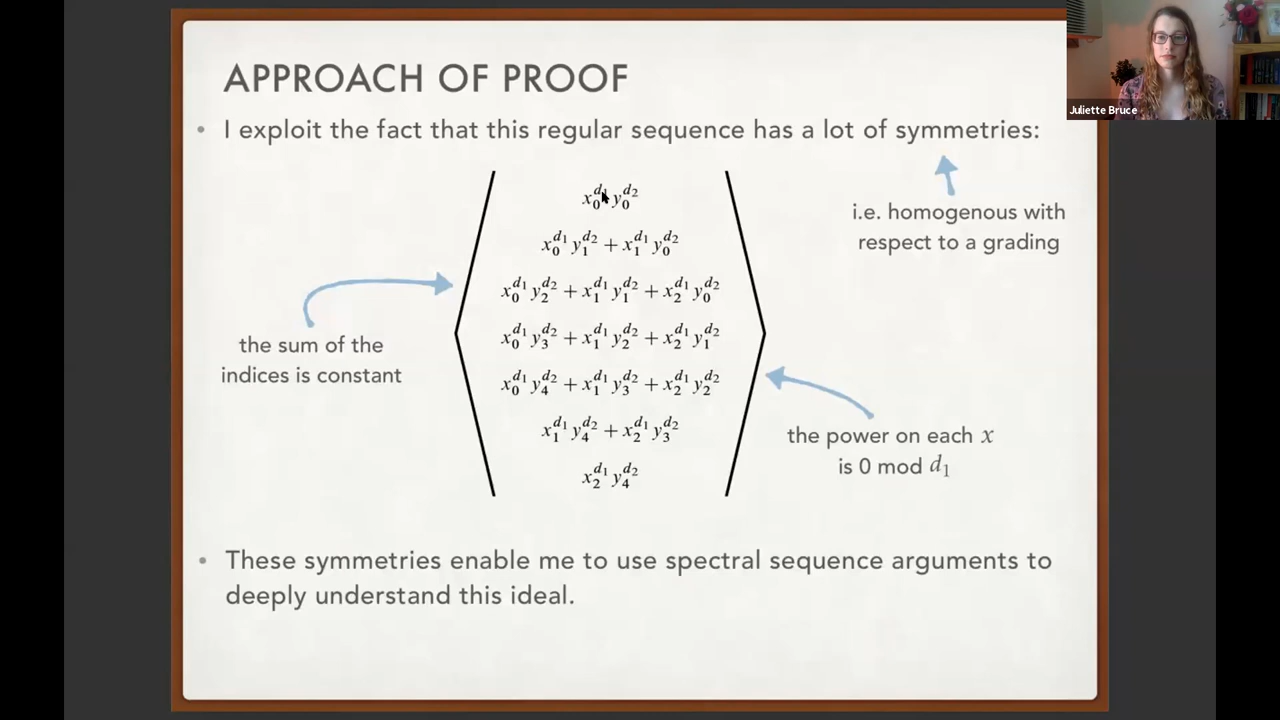 APPROACH OF PROOF
Juliette Bruce
• I exploit the fact that this regular sequence has a lot of symmetries:
i.e. homogenous with
respect to a grading
x_0^{d_1} y_0^{d_2}
x_0^{d_1} y_1^{d_2} + x_1^{d_1} y_0^{d_2}
x_0^{d_1} y_2^{d_2} + x_1^{d_1} y_1^{d_2} + x_2^{d_1} y_0^{d_2}
x_0^{d_1} y_3^{d_2} + x_1^{d_1} y_2^{d_2} + x_2^{d_1} y_1^{d_2}
x_0^{d_1} y_4^{d_2} + x_1^{d_1} y_3^{d_2} + x_2^{d_1} y_2^{d_2}
x_1^{d_1} y_4^{d_2} + x_2^{d_1} y_3^{d_2}
x_2^{d_1} y_4^{d_2}
the sum of the
indices is constant
the power on each x
is 0 mod d_1
• These symmetries enable me to use spectral sequence arguments to
deeply understand this ideal.